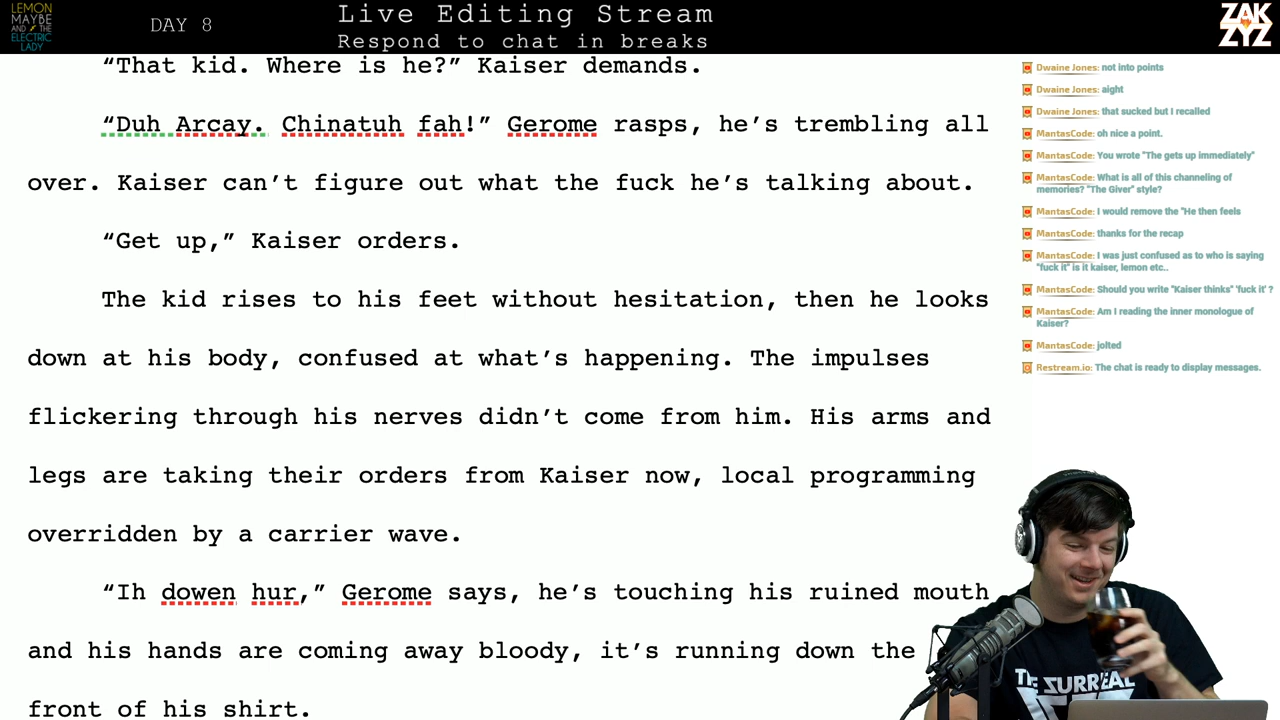 LEMON
MAYBE
AND THE
ELECTRIC
LADY
DAY 8
Live Editing Stream
Respond to chat in breaks
ZAK
ZYZ
“That kid. Where is he?” Kaiser demands.
“Duh Arcay. Chinatuh fah!” Gerome rasps, he’s trembling all
over. Kaiser can’t figure out what the fuck he’s talking about.
“Get up,” Kaiser orders.
The kid rises to his feet without hesitation, then he looks
down at his body, confused at what’s happening. The impulses
flickering through his nerves didn’t come from him. His arms and
legs are taking their orders from Kaiser now, local programming
overridden by a carrier wave.
“Ih dowen hur,” Gerome says, he’s touching his ruined mouth
and his hands are coming away bloody, it’s running down the
front of his shirt.
Dwaine Jones: not into points
Dwaine Jones: aight
Dwaine Jones: that sucked but I recalled
MantasCode: oh nice a point.
MantasCode: You wrote "The gets up immediately"
MantasCode: What is all of this channeling of
memories? "The Giver" style?
MantasCode: I would remove the "He then feels
MantasCode: thanks for the recap
MantasCode: I was just confused as to who is saying
"fuck it" is it kaiser, lemon etc..
MantasCode: Should you write "Kaiser thinks" 'fuck it' ?
MantasCode: Am I reading the inner monologue of
Kaiser?
MantasCode: jolted
Restream.io: The chat is ready to display messages.
THE SURREAL